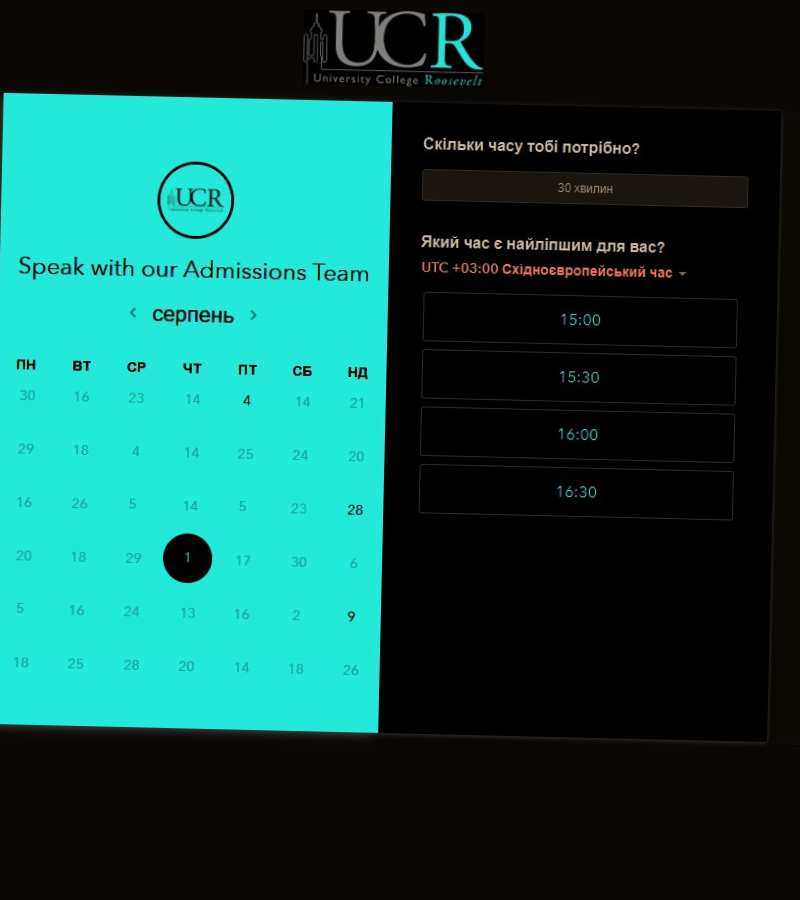 UCR
University College Roosevelt
UCR
University College Roosevelt
Speak with our Admissions Team
серпень
ПН ВТ СР ЧТ ПТ СБ НД
30 16 23 14 4 14 21
29 18 4 14 25 24 20
16 26 5 14 5 23 28
20 18 29 1 17 30 6
5 16 24 13 16 2 9
18 25 28 20 14 18 26
Скільки часу тобі потрібно?
30 хвилин
Який час є найліпшим для вас?
UTC +03:00 Східноєвропейський час
15:00
15:30
16:00
16:30